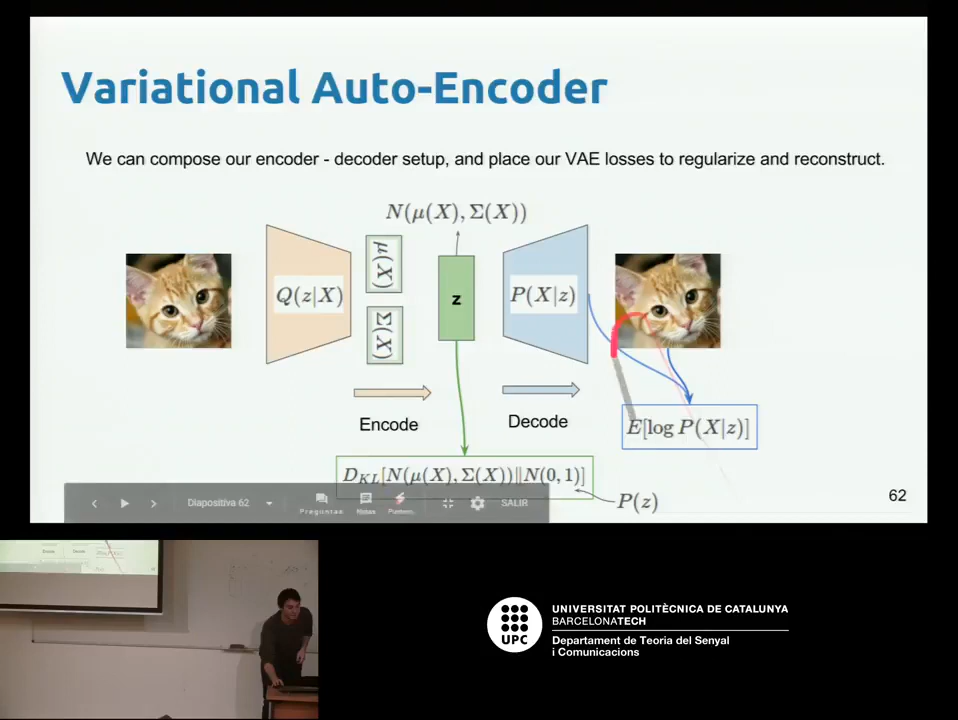 Variational Auto-Encoder
We can compose our encoder - decoder setup, and place our VAE losses to regularize and reconstruct.
N(μ(X), Σ(X))
Q(z|X)
μ(X)
Σ(X)
z
P(X|z)
Encode
Decode
E[log P(X|z)]
D_{KL}[N(μ(X), Σ(X))||N(0, 1)]
P(z)
62
Diapositiva 62
Preguntas
Notas
SALIR
UPC
UNIVERSITAT POLITÈCNICA DE CATALUNYA
BARCELONATECH
Departament de Teoria del Senyal
i Comunicacions